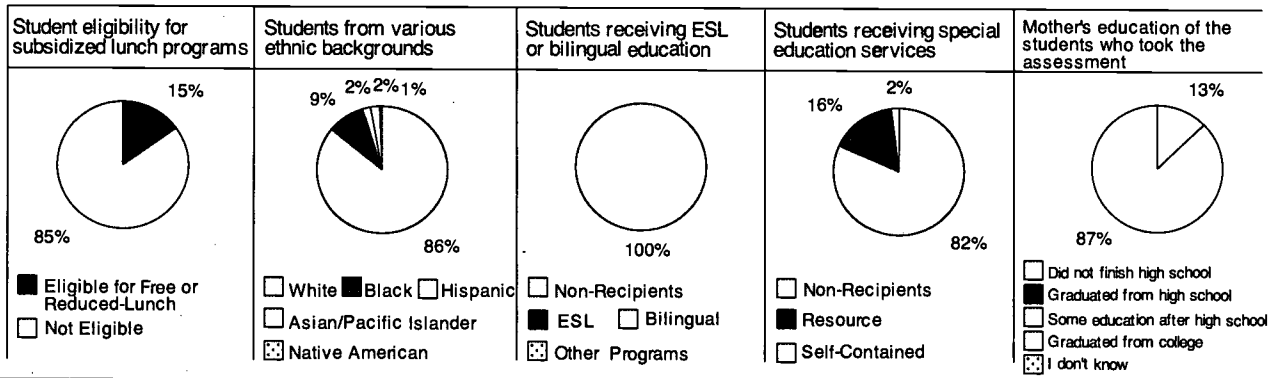 Student eligibility for
subsidized lunch programs
15%
85%
Eligible for Free or
Reduced-Lunch
Not Eligible
Students from various
ethnic backgrounds
9% 2% 2% 1%
86%
White Black Hispanic
Asian/Pacific Islander
Native American
Students receiving ESL
or bilingual education
100%
Non-Recipients
ESL Bilingual
Other Programs
Students receiving special
education services
16% 2%
82%
Non-Recipients
Resource
Self-Contained
Mother's education of the
students who took the
assessment
13%
87%
Did not finish high school
Graduated from high school
Some education after high school
Graduated from college
I don't know